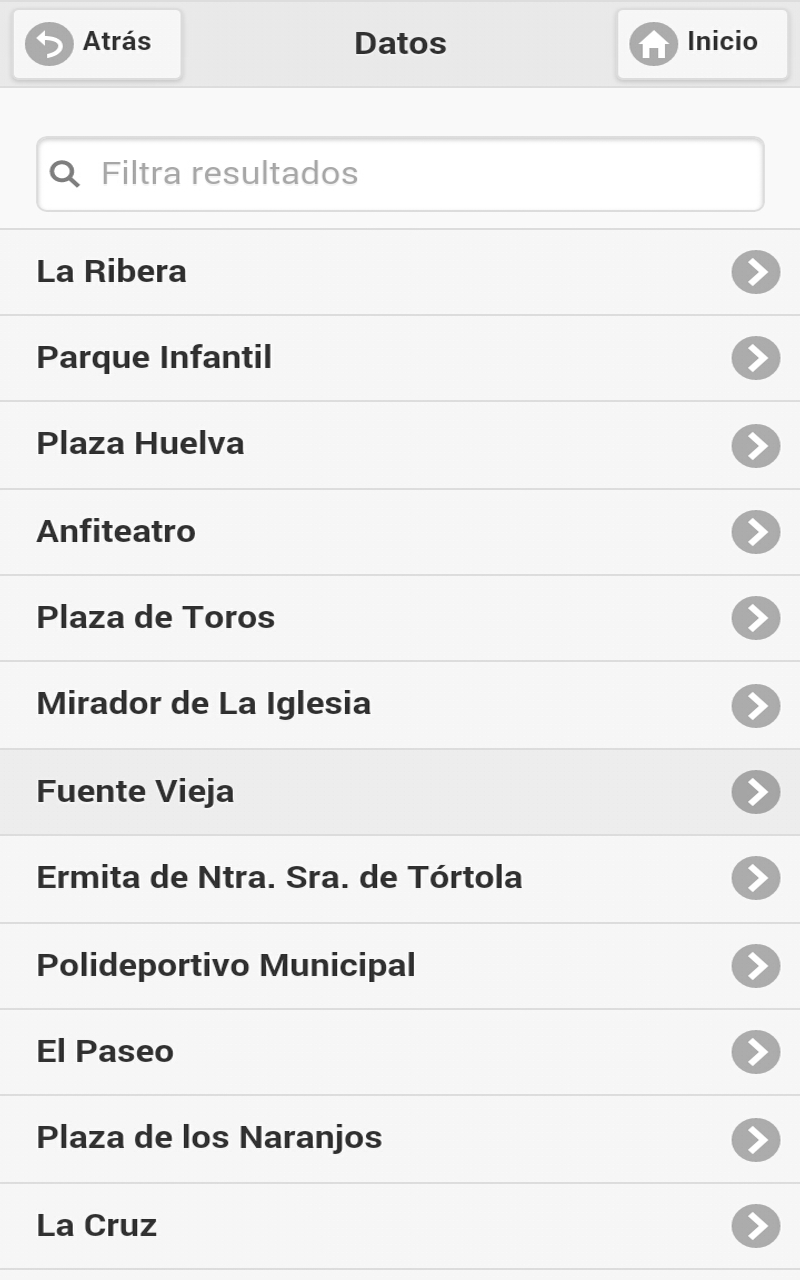 Atrás
Datos
Inicio
Filtra resultados
La Ribera
Parque Infantil
Plaza Huelva
Anfiteatro
Plaza de Toros
Mirador de La Iglesia
Fuente Vieja
Ermita de Ntra. Sra. de Tórtola
Polideportivo Municipal
El Paseo
Plaza de los Naranjos
La Cruz